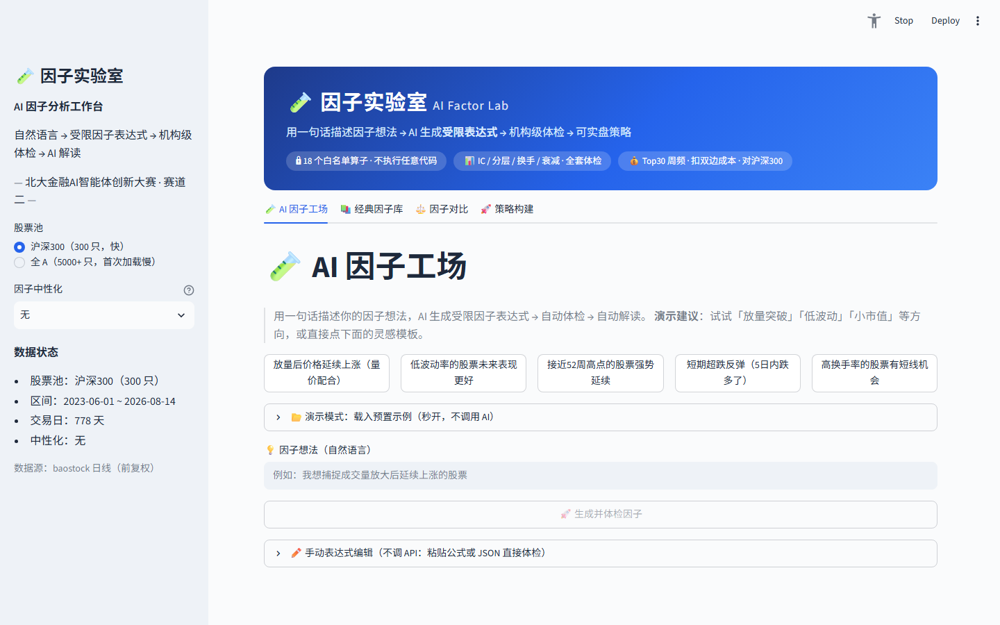 Stop
Deploy
因子实验室
AI 因子分析工作台
自然语言 → 受限因子表达式 → 机构级
体检 → AI 解读
— 北大金融AI智能体创新大赛 · 赛道
二 —
股票池
沪深300（300 只，快）
全 A（5000+ 只，首次加载慢）
因子中性化
无
数据状态
股票池：沪深300（300 只）
区间：2023-06-01 ~ 2026-08-14
交易日：778 天
中性化：无
数据源：baostock 日线（前复权）
因子实验室 AI Factor Lab
用一句话描述因子想法 → AI 生成受限表达式 → 机构级体检 → 可实盘策略
18 个白名单算子 · 不执行任意代码
IC / 分层 / 换手 / 衰减 · 全套体检
Top30 周频 · 扣双边成本 · 对沪深300
AI 因子工场
经典因子库
因子对比
策略构建
AI 因子工场
用一句话描述你的因子想法，AI 生成受限因子表达式 → 自动体检 → 自动解读。 演示建议：试试「放量突破」「低波动」「小市值」等方
向，或直接点下面的灵感模板。
放量后价格延续上涨（量
价配合）
低波动率的股票未来表现
更好
接近52周高点的股票强势
延续
短期超跌反弹（5日内跌
多了）
高换手率的股票有短线机
会
演示模式：载入预置示例（秒开，不调用 AI）
因子想法（自然语言）
例如：我想捕捉成交量放大后延续上涨的股票
生成并体检因子
手动表达式编辑（不调 API：粘贴公式或 JSON 直接体检）